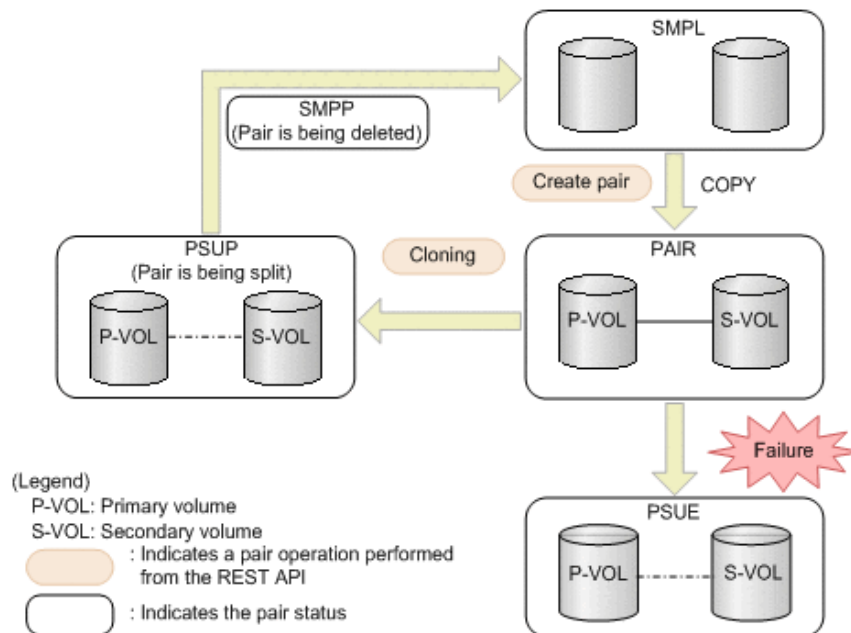 SMPL
SMPP
(Pair is being deleted)
Create pair
COPY
PSUP
(Pair is being split)
P-VOL
S-VOL
Cloning
PAIR
P-VOL
S-VOL
Failure
(Legend)
P-VOL: Primary volume
S-VOL: Secondary volume
: Indicates a pair operation performed
from the REST API
: Indicates the pair status
PSUE
P-VOL
S-VOL